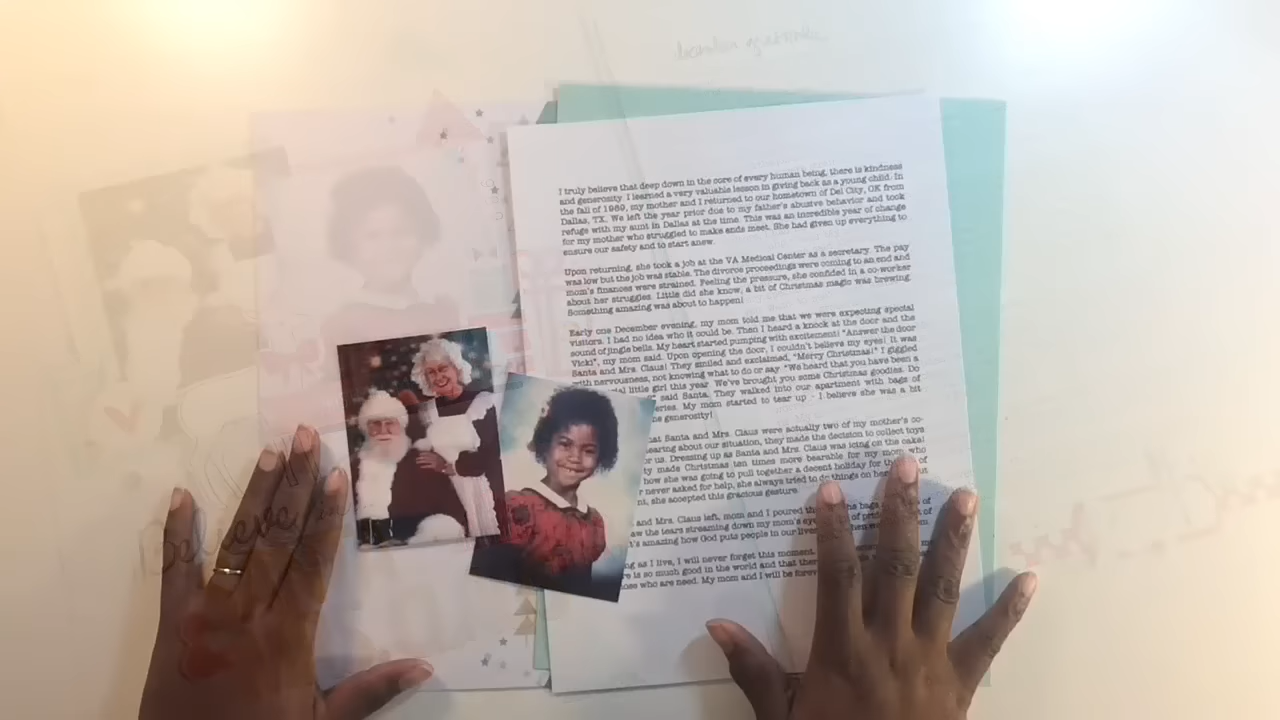 I truly believe that deep down in the core of every human being, there is kindness
and generosity. I learned a very valuable lesson in giving back as a young child. In
the fall of 1989, my mother and I returned to our hometown of Del City, OK from
Dallas, TX. We left the year prior due to my father's abusive behavior and took
refuge with my aunt in Dallas at the time. This was an incredible year of change
for my mother who struggled to make ends meet. She had given up everything to
ensure our safety and to start anew.
Upon returning, she took a job at the VA Medical Center as a secretary. The pay
was low but the job was stable. The divorce proceedings were coming to an end and
mom's finances were strained. Feeling the pressure, she confided in a co-worker
about her struggles. Little did she know, a bit of Christmas magic was brewing.
Something amazing was about to happen!
Early one December evening, my mom told me that we were expecting special
visitors. I had no idea who it could be. Then I heard a knock at the door and the
sound of jingle bells. My heart started pumping with excitement! "Answer the door
Vicki", my mom said. Upon opening the door, I couldn't believe my eyes! It was
Santa and Mrs. Claus! They smiled and exclaimed, "Merry Christmas!" I giggled
with nervousness, not knowing what to do or say. "We heard that you have been a
little girl this year. We've brought you some Christmas goodies. Do
said Santa. They walked into our apartment with bags of
My mom started to tear up - I believe she was a bit
generosity!
Santa and Mrs. Claus were actually two of my mother's co-
hearing about our situation, they made the decision to collect toys
or us. Dressing up as Santa and Mrs. Claus was icing on the cake!
made Christmas ten times more bearable for my mom who
how she was going to pull together a decent holiday for the of
never asked for help, she always tried to do things on
she accepted this gracious gesture.
and Mrs. Claus left, mom and I poured bags of
aw the tears streaming down my mom's of
It's amazing how God puts people in our
as I live, I will never forget this moment.
is so much good in the world and that
who are need. My mom and I will be
Believe in